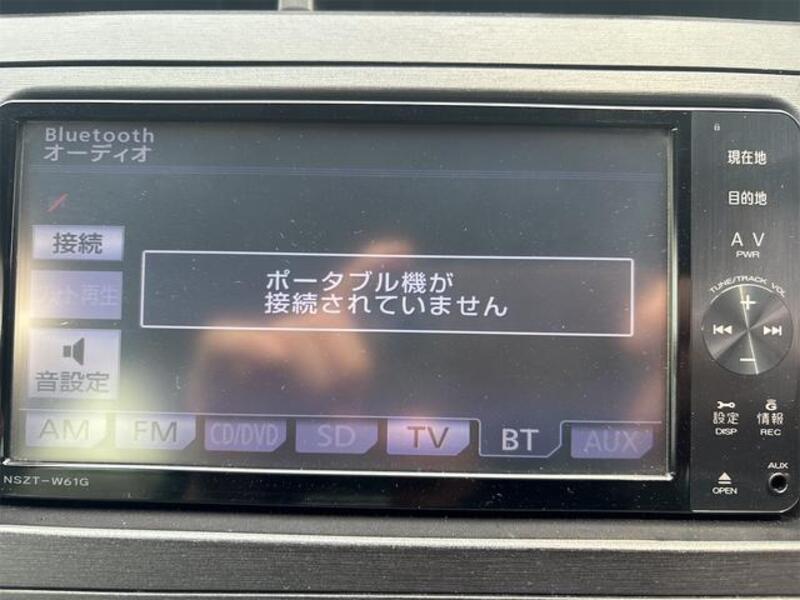 Bluetooth
オーディオ
接続
ポータブル機が
接続されていません
音設定
AM
FM
CD/DVD
SD
TV
BT
AUX
NSZT-W61G
現在地
目的地
AV
PWR
TUNE/TRACK VOL
+
−
設定
DISP
情報
REC
OPEN
AUX